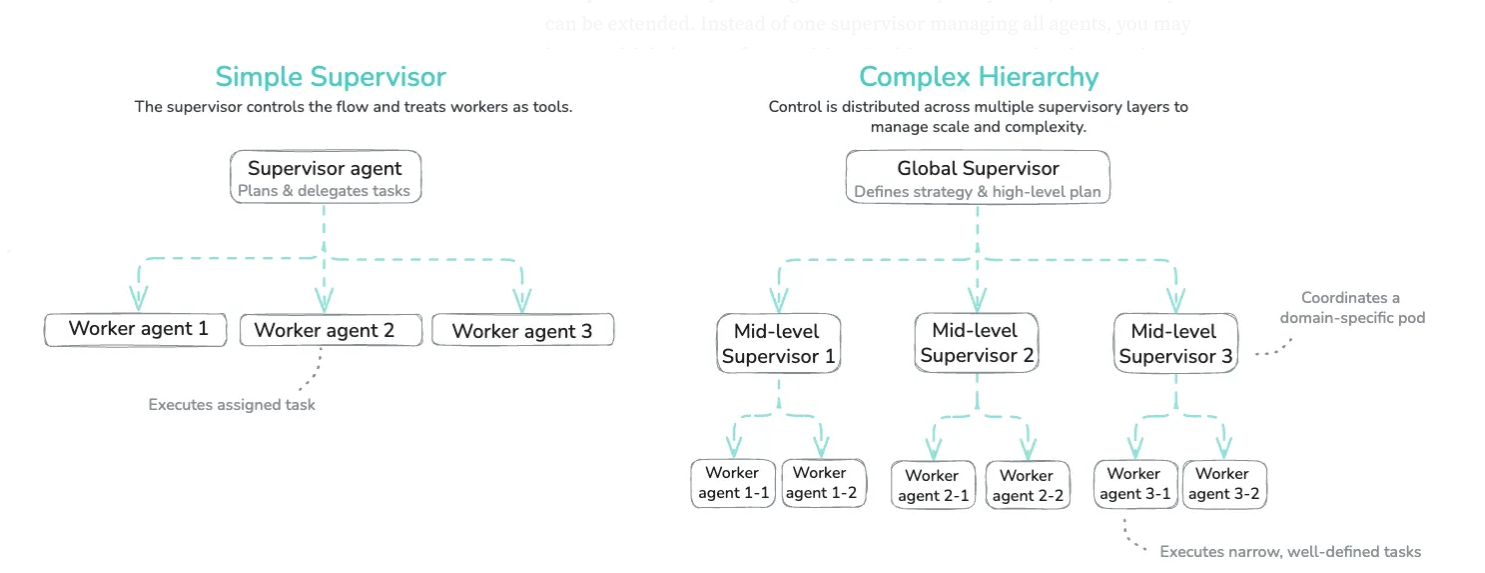 can be extended. Instead of one supervisor managing all agents, you may
Simple Supervisor
The supervisor controls the flow and treats workers as tools.
Supervisor agent
Plans & delegates tasks
Worker agent 1
Worker agent 2
Worker agent 3
Executes assigned task
Complex Hierarchy
Control is distributed across multiple supervisory layers to
manage scale and complexity.
Global Supervisor
Defines strategy & high-level plan
Mid-level
Supervisor 1
Mid-level
Supervisor 2
Mid-level
Supervisor 3
Coordinates a
domain-specific pod
Worker
agent 1-1
Worker
agent 1-2
Worker
agent 2-1
Worker
agent 2-2
Worker
agent 3-1
Worker
agent 3-2
Executes narrow, well-defined tasks